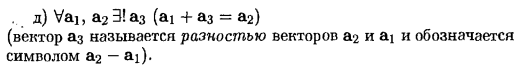 д) ∀a₁, a₂ ∃! a₃ (a₁ + a₃ = a₂)
(вектор a₃ называется разностью векторов a₂ и a₁ и обозначается
символом a₂ − a₁).